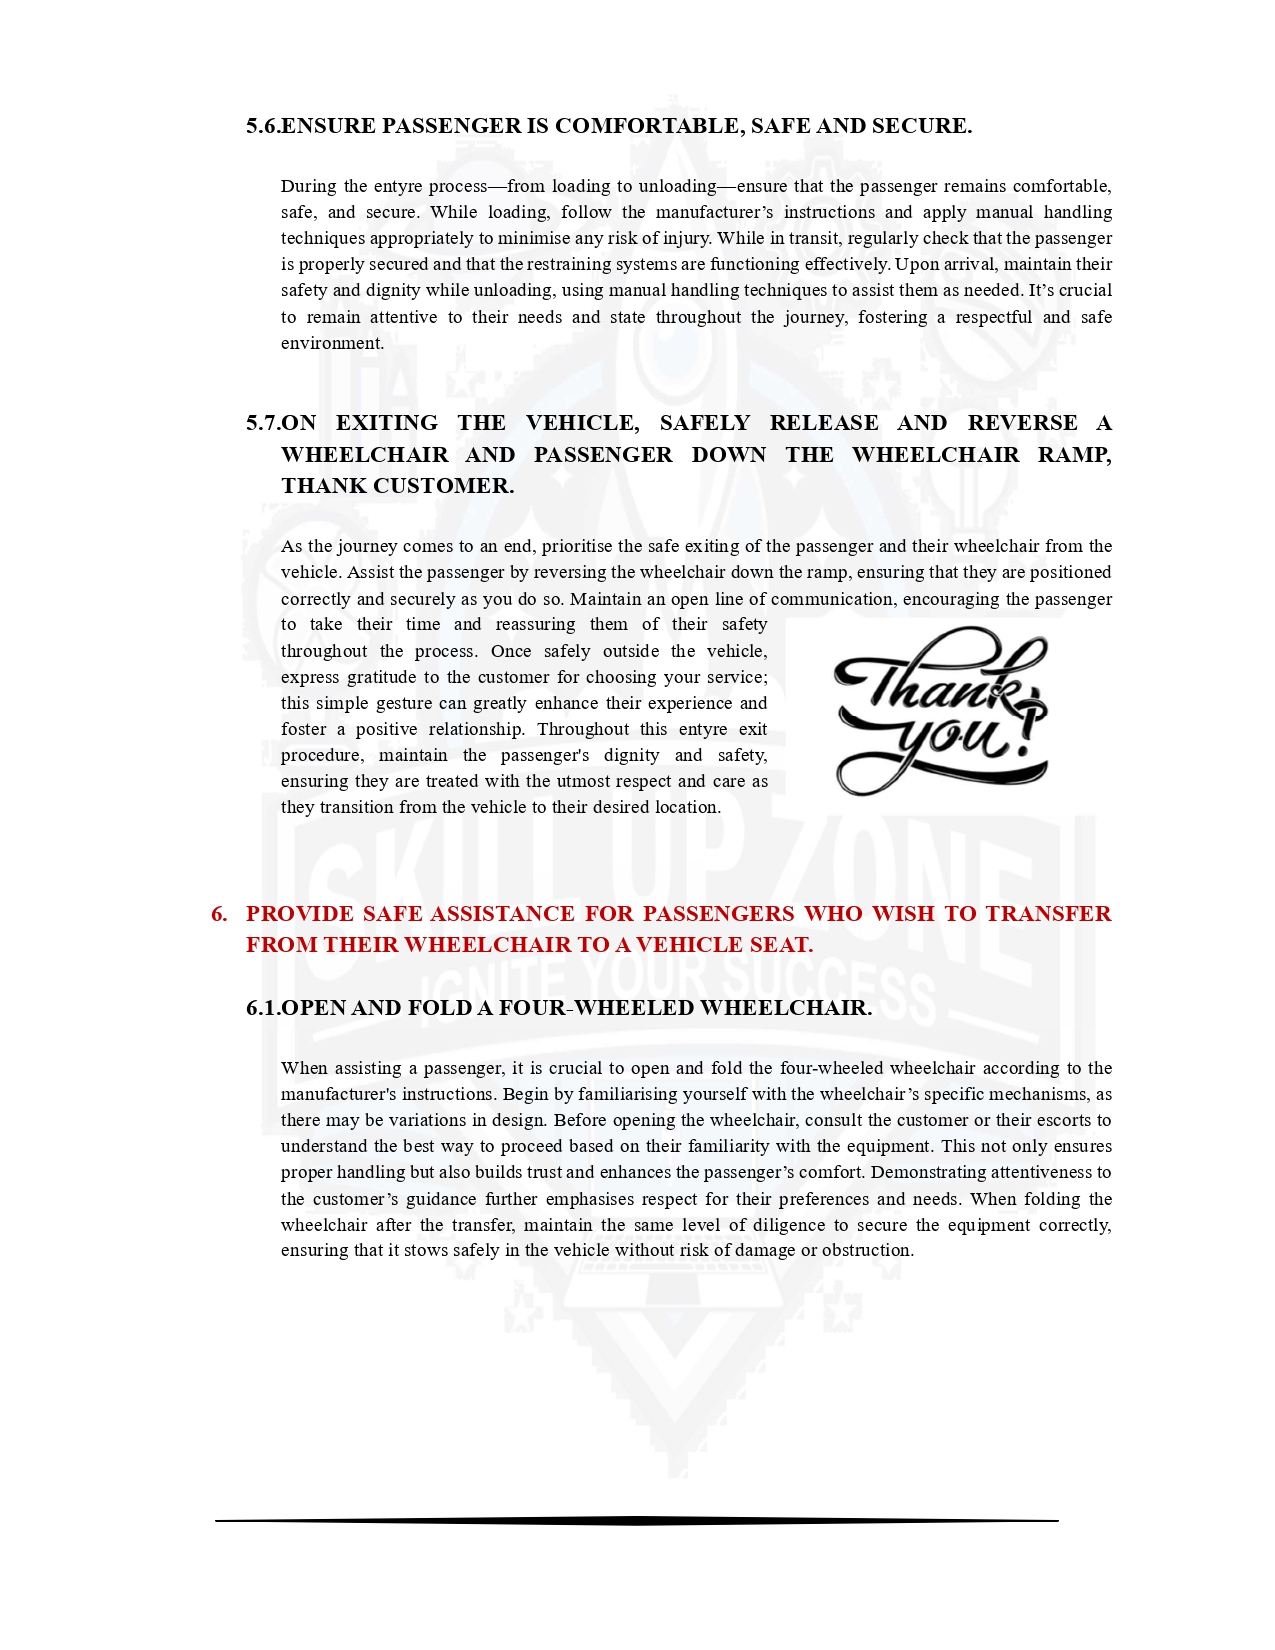 5.6.ENSURE PASSENGER IS COMFORTABLE, SAFE AND SECURE.
During the entyre process—from loading to unloading—ensure that the passenger remains comfortable,
safe, and secure. While loading, follow the manufacturer’s instructions and apply manual handling
techniques appropriately to minimise any risk of injury. While in transit, regularly check that the passenger
is properly secured and that the restraining systems are functioning effectively. Upon arrival, maintain their
safety and dignity while unloading, using manual handling techniques to assist them as needed. It’s crucial
to remain attentive to their needs and state throughout the journey, fostering a respectful and safe
environment.
5.7.ON EXITING THE VEHICLE, SAFELY RELEASE AND REVERSE A
WHEELCHAIR AND PASSENGER DOWN THE WHEELCHAIR RAMP,
THANK CUSTOMER.
As the journey comes to an end, prioritise the safe exiting of the passenger and their wheelchair from the
vehicle. Assist the passenger by reversing the wheelchair down the ramp, ensuring that they are positioned
correctly and securely as you do so. Maintain an open line of communication, encouraging the passenger
to take their time and reassuring them of their safety
throughout the process. Once safely outside the vehicle,
express gratitude to the customer for choosing your service;
this simple gesture can greatly enhance their experience and
foster a positive relationship. Throughout this entyre exit
procedure, maintain the passenger's dignity and safety,
ensuring they are treated with the utmost respect and care as
they transition from the vehicle to their desired location.
Thank
you!
SKILL UP ZONE
IGNITE YOUR SUCCESS
6. PROVIDE SAFE ASSISTANCE FOR PASSENGERS WHO WISH TO TRANSFER
FROM THEIR WHEELCHAIR TO A VEHICLE SEAT.
6.1.OPEN AND FOLD A FOUR-WHEELED WHEELCHAIR.
When assisting a passenger, it is crucial to open and fold the four-wheeled wheelchair according to the
manufacturer's instructions. Begin by familiarising yourself with the wheelchair’s specific mechanisms, as
there may be variations in design. Before opening the wheelchair, consult the customer or their escorts to
understand the best way to proceed based on their familiarity with the equipment. This not only ensures
proper handling but also builds trust and enhances the passenger’s comfort. Demonstrating attentiveness to
the customer’s guidance further emphasises respect for their preferences and needs. When folding the
wheelchair after the transfer, maintain the same level of diligence to secure the equipment correctly,
ensuring that it stows safely in the vehicle without risk of damage or obstruction.